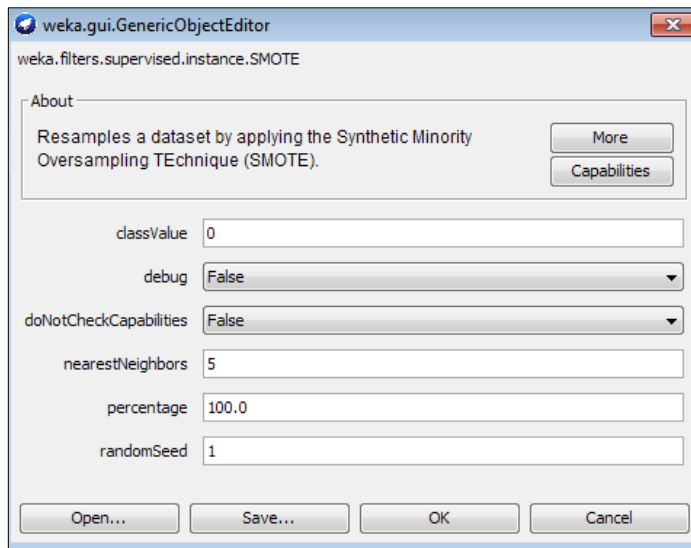 weka.gui.GenericObjectEditor
weka.filters.supervised.instance.SMOTE
About
Resamples a dataset by applying the Synthetic Minority
Oversampling TEchnique (SMOTE).
More
Capabilities
classValue 0
debug False
doNotCheckCapabilities False
nearestNeighbors 5
percentage 100.0
randomSeed 1
Open... Save... OK Cancel